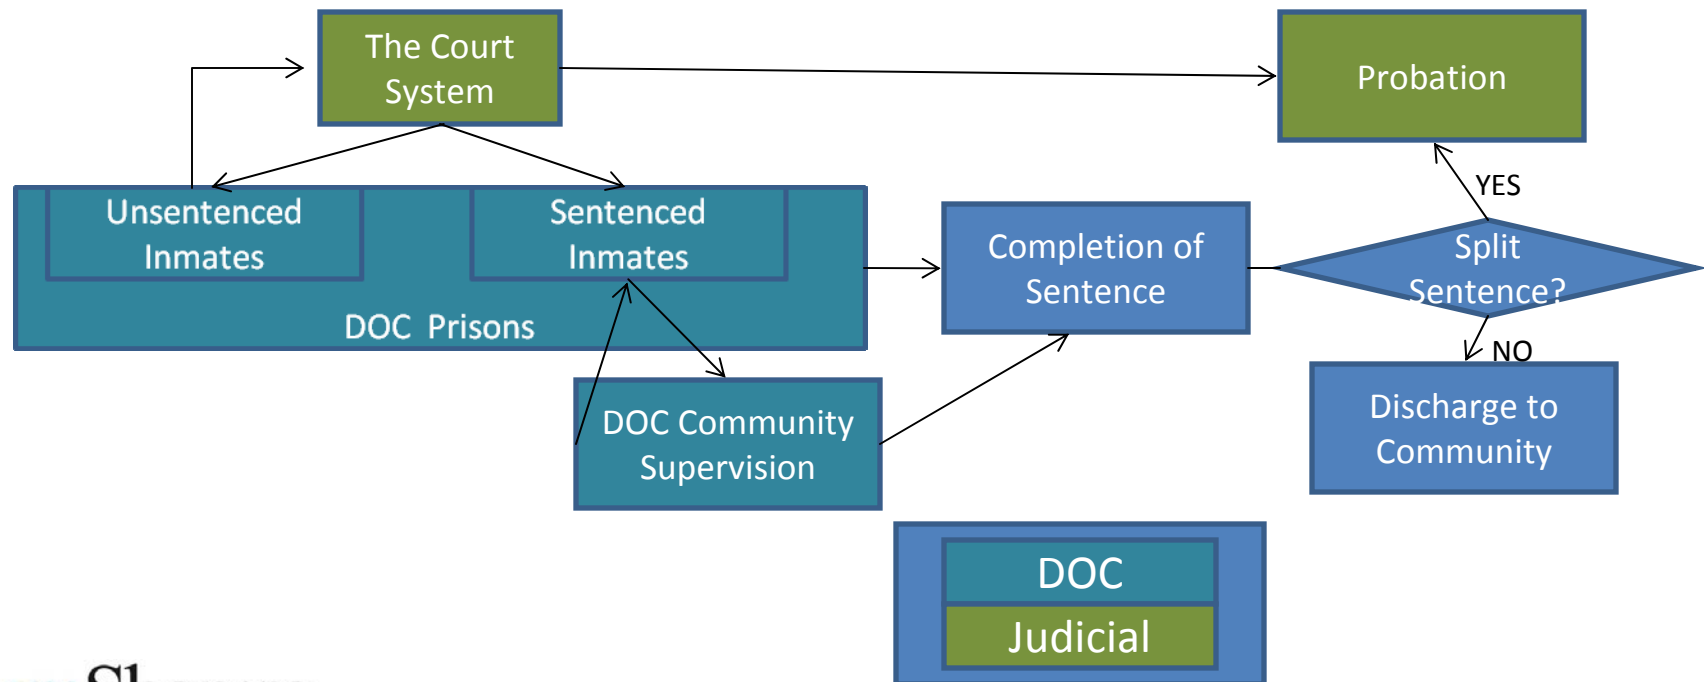 The Court
System
Probation
YES
Unsentenced
Inmates
Sentenced
Inmates
DOC Prisons
Completion of
Sentence
Split
Sentence?
NO
DOC Community
Supervision
Discharge to
Community
DOC
Judicial